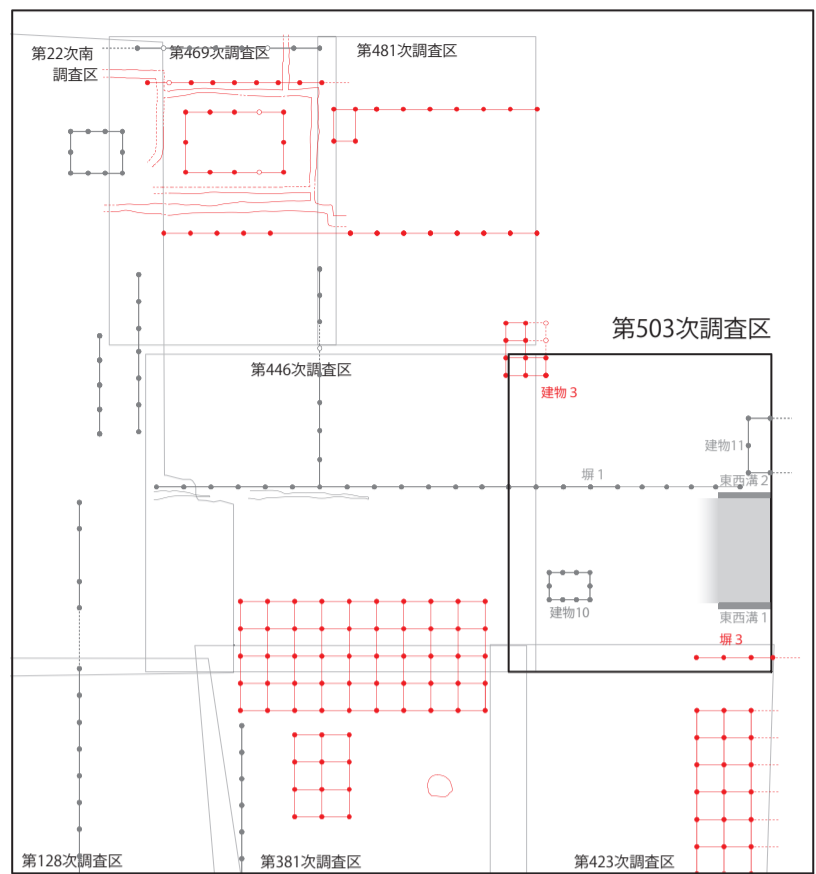 第22次南
調査区
第469次調査区
第481次調査区
第503次調査区
第446次調査区
建物 3
建物11
塀 1
東西溝 2
建物10
東西溝 1
塀 3
第128次調査区
第381次調査区
第423次調査区